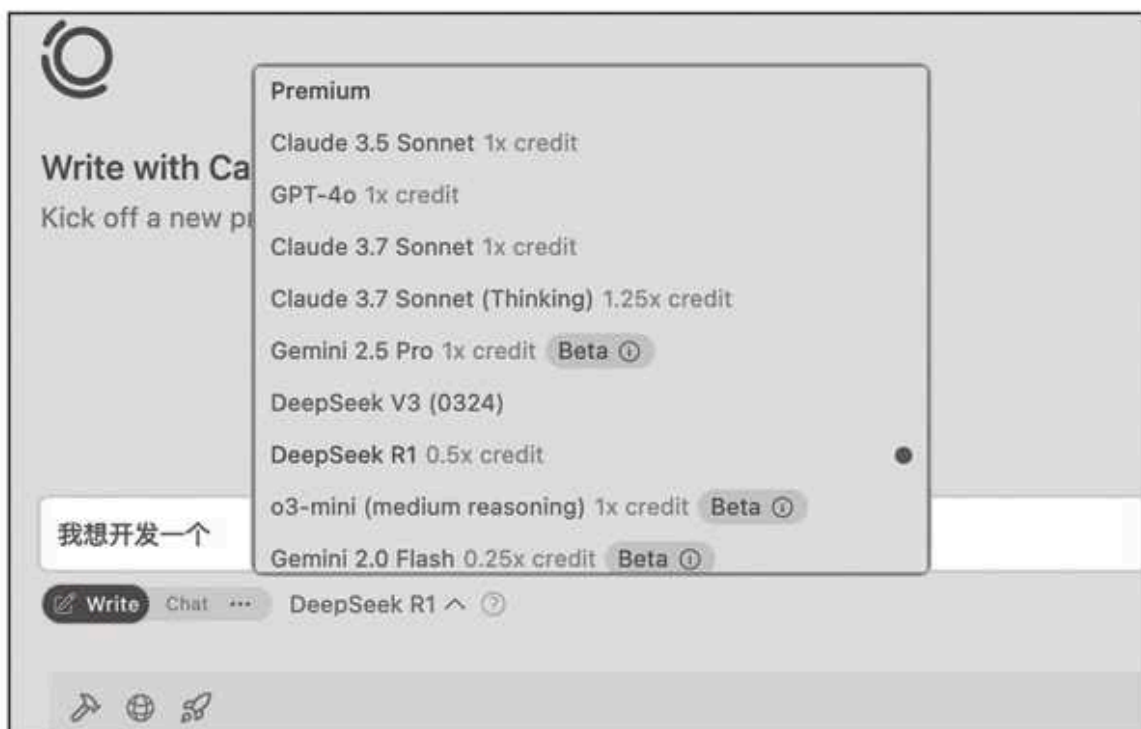 Premium
Claude 3.5 Sonnet 1x credit
Write with Ca
GPT-4o 1x credit
Kick off a new pr
Claude 3.7 Sonnet 1x credit
Claude 3.7 Sonnet (Thinking) 1.25x credit
Gemini 2.5 Pro 1x credit Beta
DeepSeek V3 (0324)
DeepSeek R1 0.5x credit
o3-mini (medium reasoning) 1x credit Beta
我想开发一个
Gemini 2.0 Flash 0.25x credit Beta
Write Chat ••• DeepSeek R1